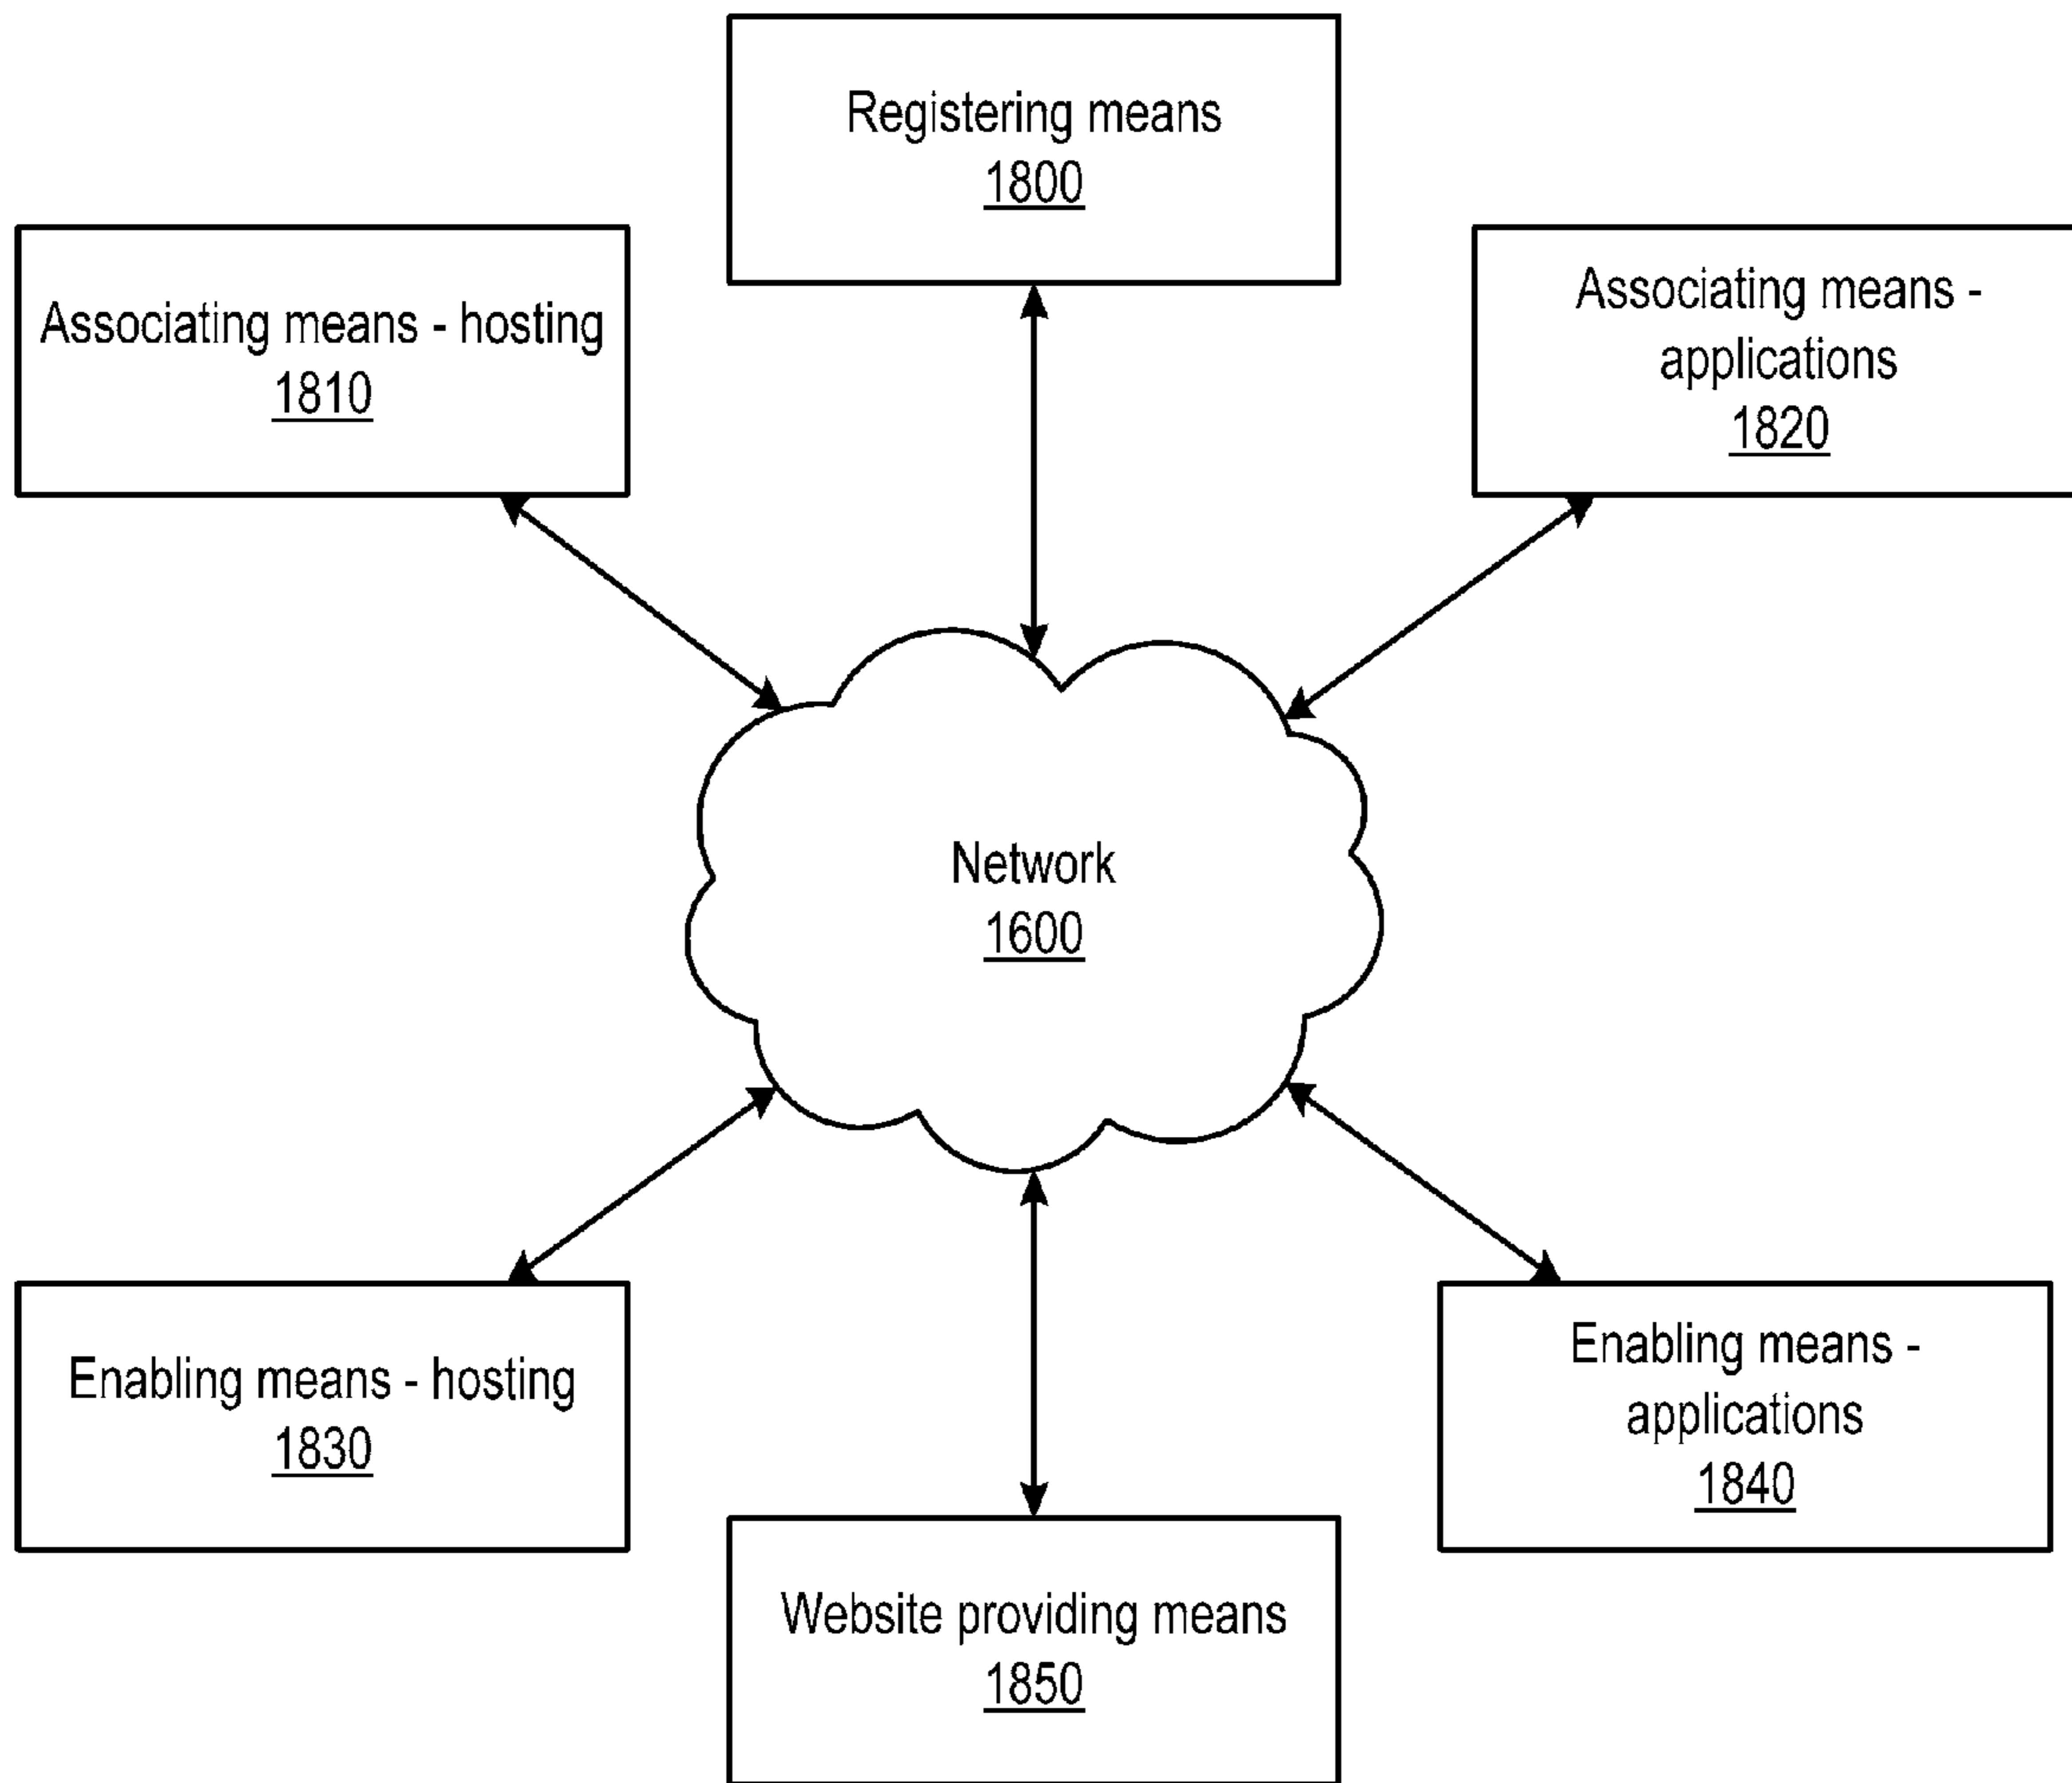 Registering means
1800
Associating means - hosting
1810
Associating means -
applications
1820
Network
1600
Enabling means - hosting
1830
Enabling means -
applications
1840
Website providing means
1850